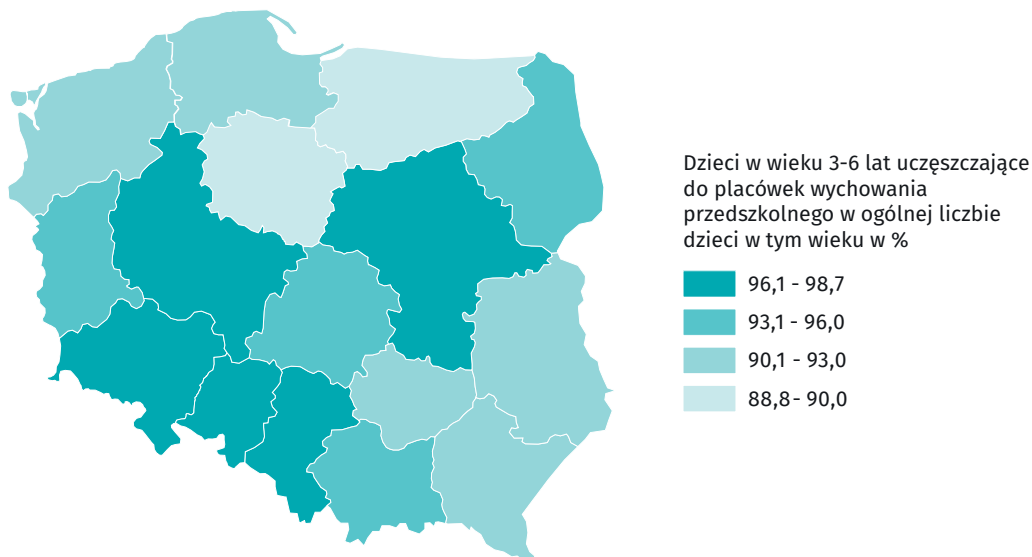 Dzieci w wieku 3-6 lat uczęszczające
do placówek wychowania
przedszkolnego w ogólnej liczbie
dzieci w tym wieku w %
96,1 - 98,7
93,1 - 96,0
90,1 - 93,0
88,8 - 90,0